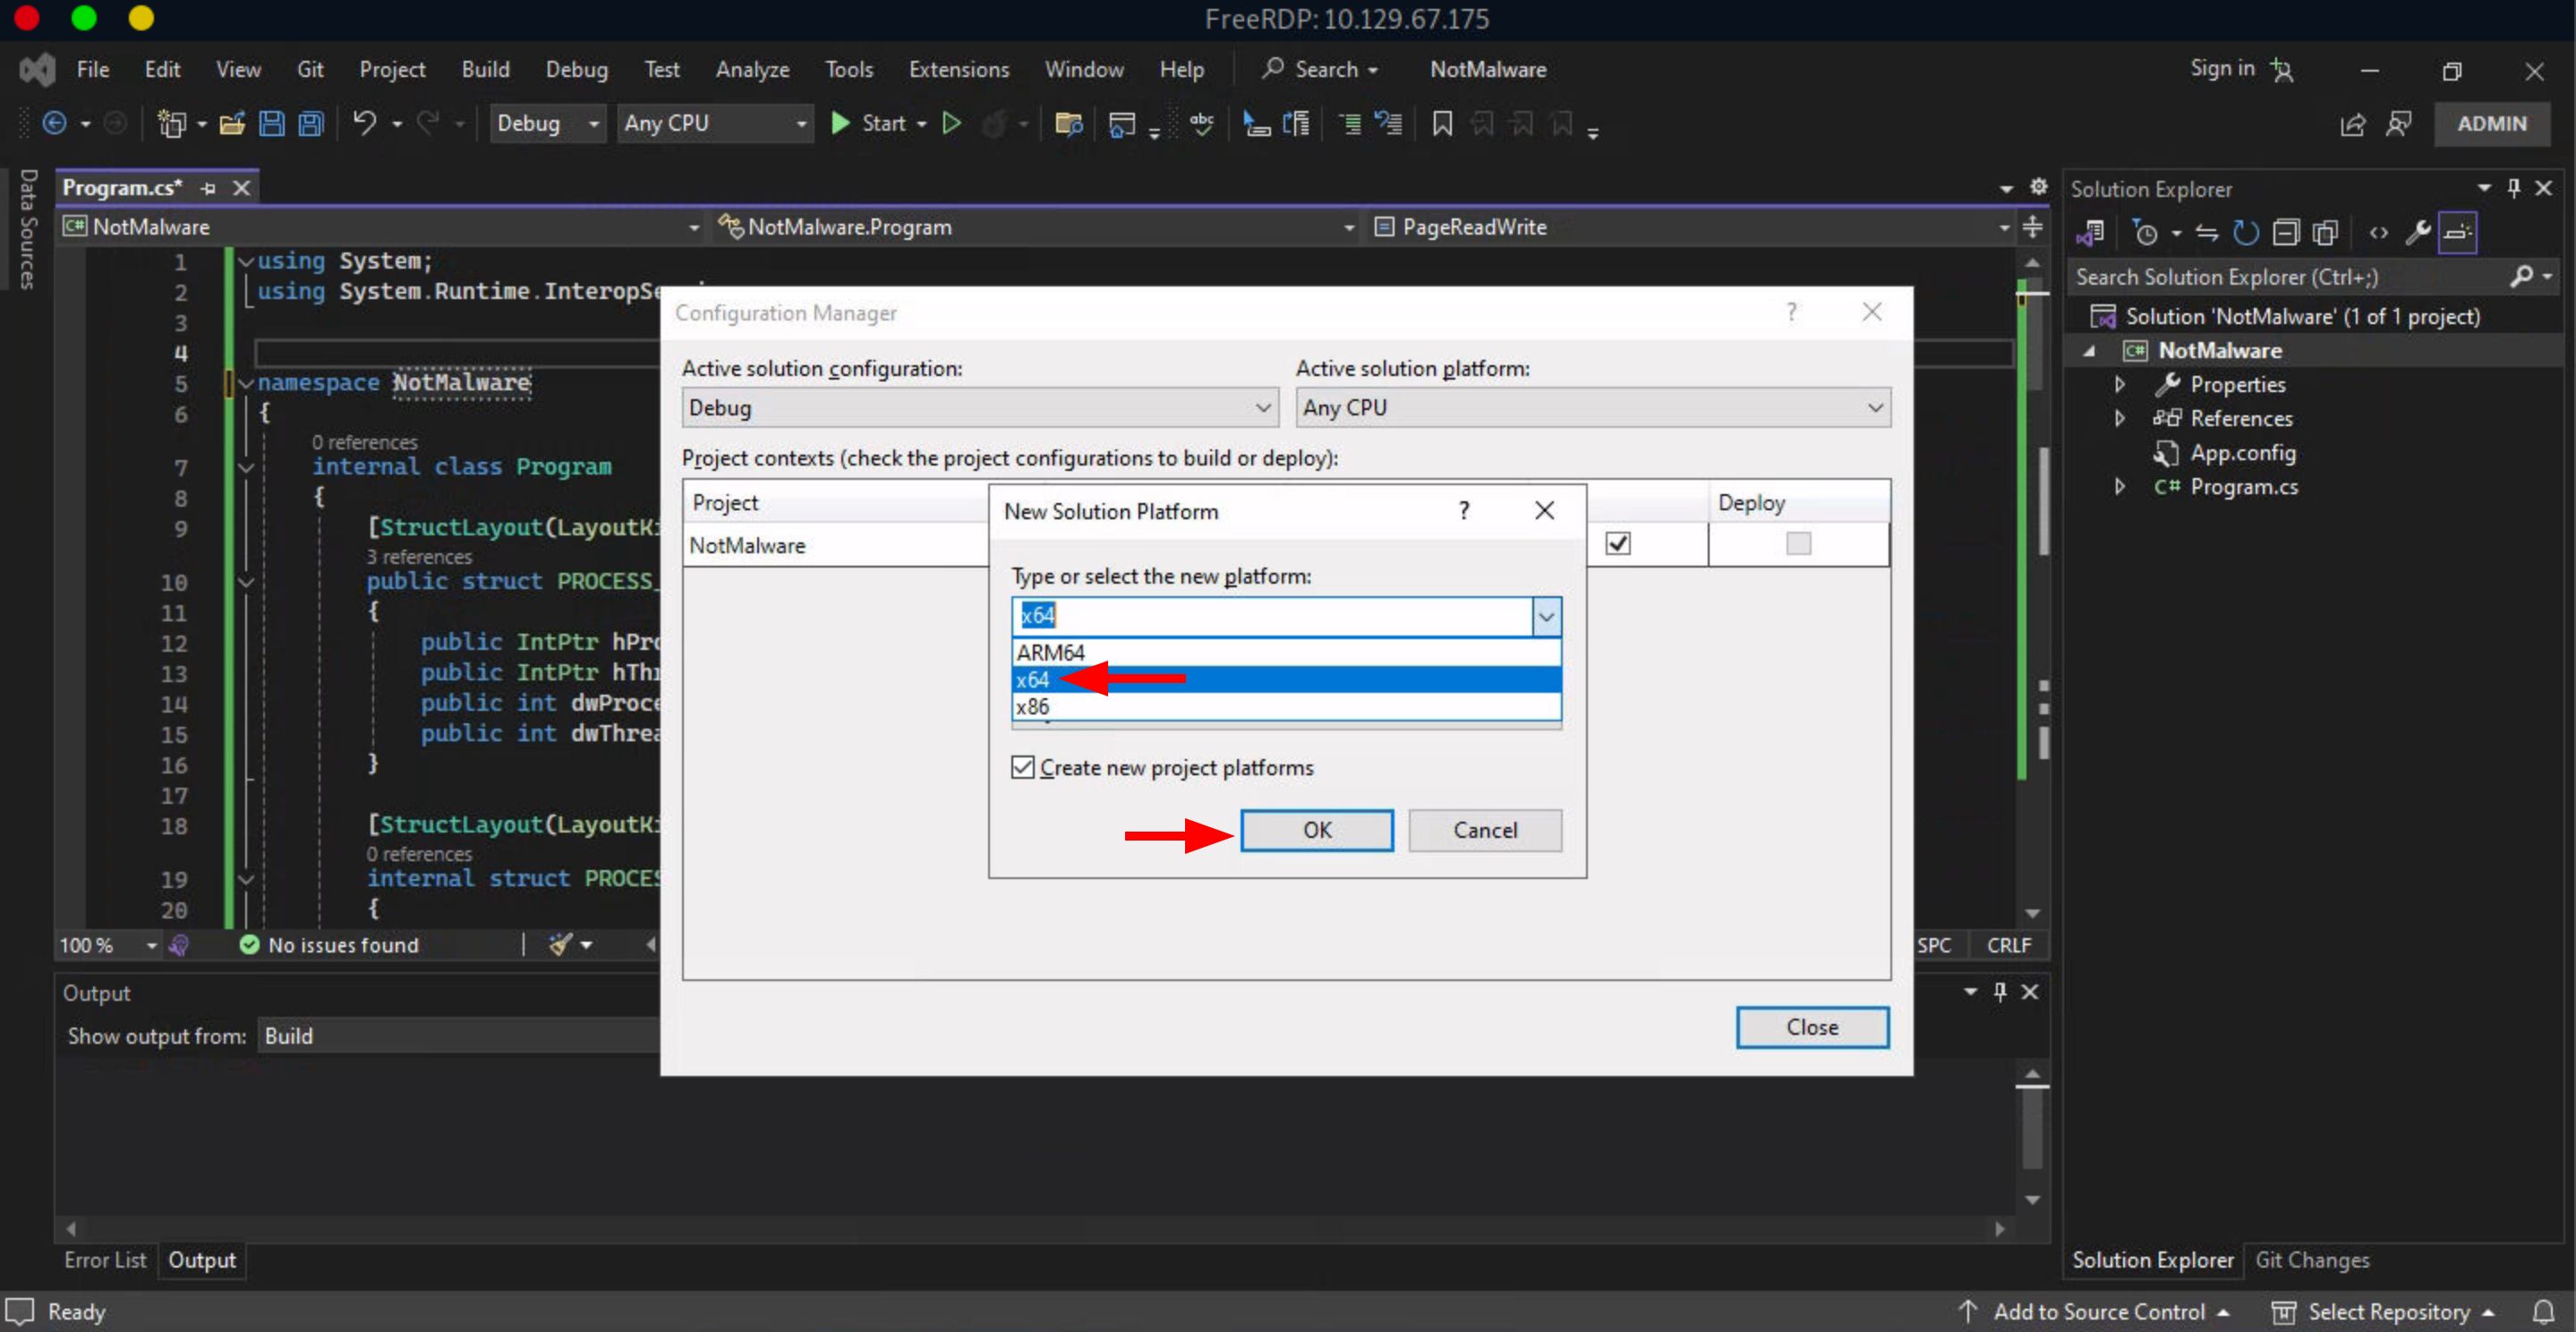 FreeRDP: 10.129.67.175
File Edit View Git Project Build Debug Test Analyze Tools Extensions Window Help Search NotMalware Sign in
Debug Any CPU Start abc ADMIN
Data Sources
Program.cs*
C# NotMalware NotMalware.Program PageReadWrite
1 using System;
2 using System.Runtime.InteropSe
3
4
5 namespace NotMalware
6 {
0 references
7 internal class Program
8 {
9 [StructLayout(LayoutKi
3 references
10 public struct PROCESS_
11 {
12 public IntPtr hPro
13 public IntPtr hThr
14 public int dwProce
15 public int dwThrea
16 }
17
18 [StructLayout(LayoutKi
0 references
19 internal struct PROCES
20 {
100 % No issues found SPC CRLF
Configuration Manager ?
Active solution configuration: Active solution platform:
Debug Any CPU
Project contexts (check the project configurations to build or deploy):
Project Deploy
NotMalware
New Solution Platform ?
Type or select the new platform:
x64
ARM64
x64
x86
Create new project platforms
OK Cancel
Close
Output
Show output from: Build
Error List Output
Solution Explorer
Search Solution Explorer (Ctrl+;)
Solution 'NotMalware' (1 of 1 project)
C# NotMalware
Properties
References
App.config
C# Program.cs
Solution Explorer Git Changes
Ready Add to Source Control Select Repository